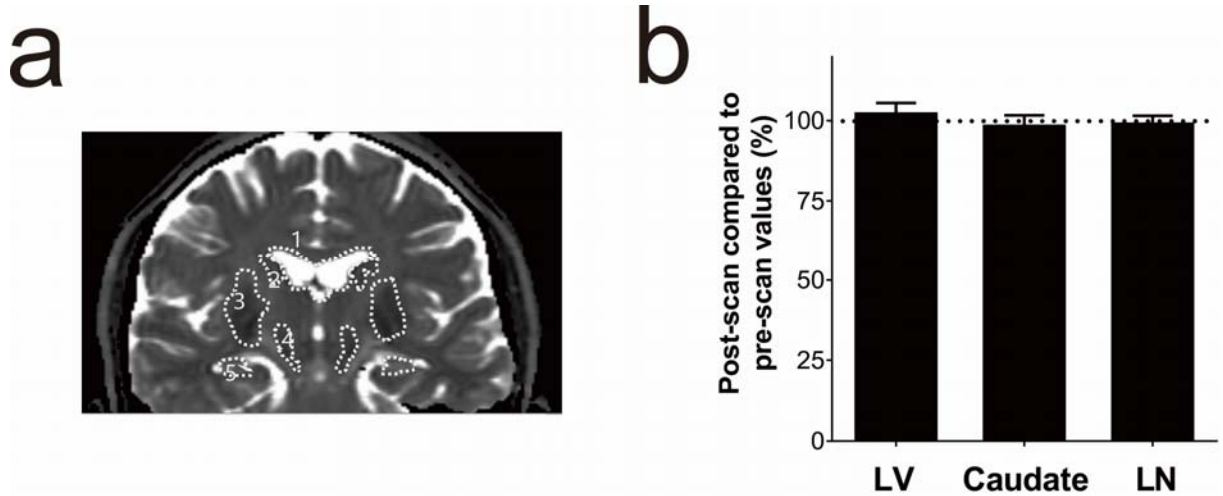 a
1
2
3
4
5
b
Post-scan compared to
pre-scan values (%)
100
75
50
25
0
LV
Caudate
LN